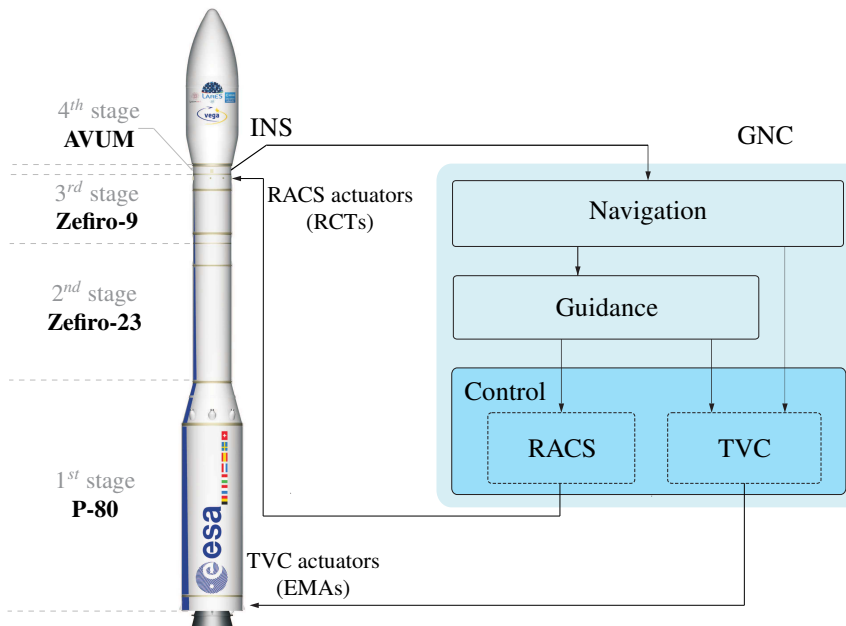 LARES
vega
4th stage
AVUM
INS
GNC
3rd stage
Zefiro-9
RACS actuators
(RCTs)
Navigation
2nd stage
Zefiro-23
Guidance
Control
RACS
TVC
1st stage
P-80
esa
TVC actuators
(EMAs)